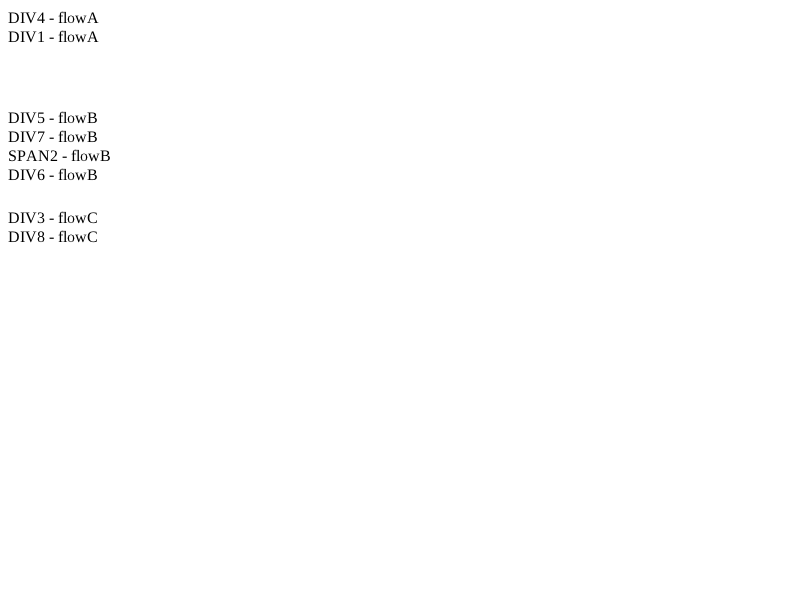 DIV4 - flowA
DIV1 - flowA
DIV5 - flowB
DIV7 - flowB
SPAN2 - flowB
DIV6 - flowB
DIV3 - flowC
DIV8 - flowC